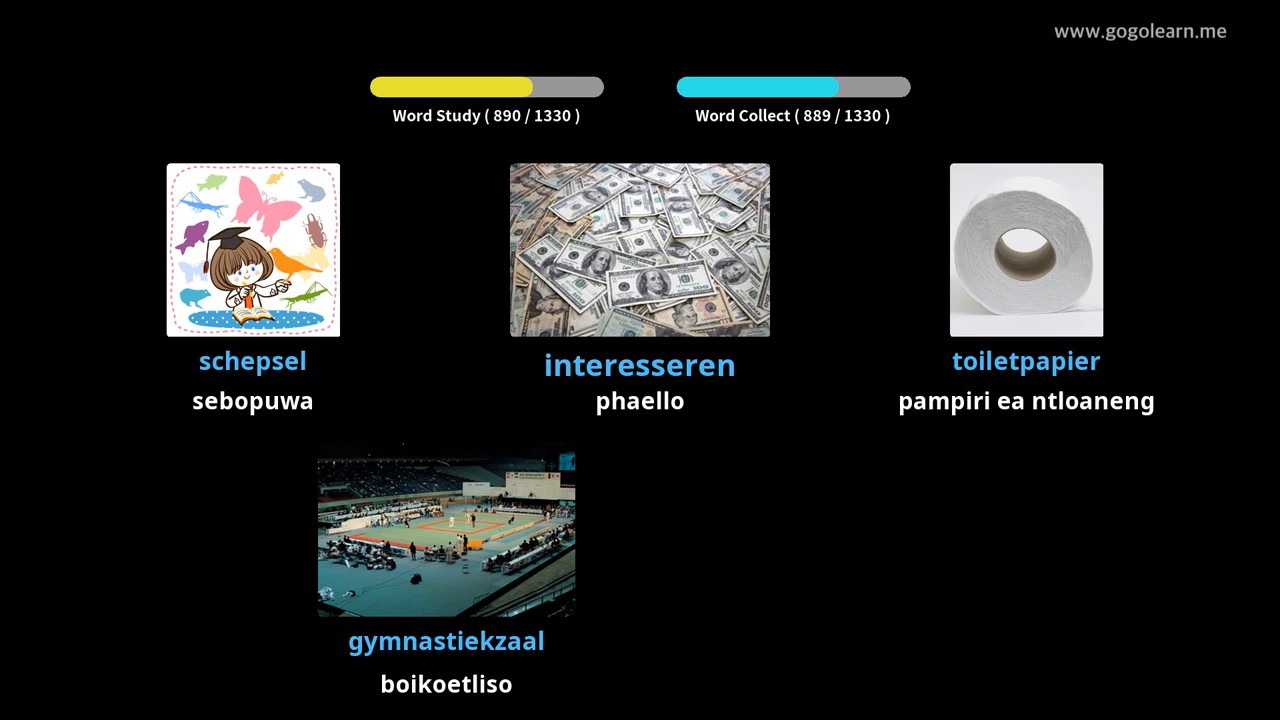 www.gogolearn.me
Word Study ( 890 / 1330 )
Word Collect ( 889 / 1330 )
schepsel
interesseren
toiletpapier
sebopuwa
phaello
pampiri ea ntloaneng
gymnastiekzaal
boikoetliso